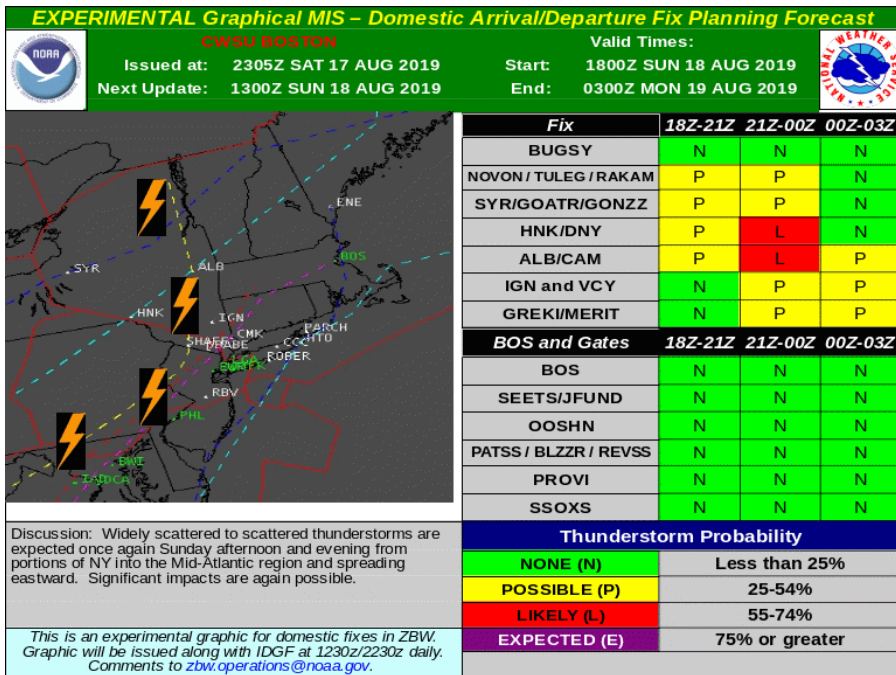 EXPERIMENTAL Graphical MIS – Domestic Arrival/Departure Fix Planning Forecast
NOAA
CWSU BOSTON
Issued at: 2305Z SAT 17 AUG 2019
Next Update: 1300Z SUN 18 AUG 2019
Valid Times:
Start: 1800Z SUN 18 AUG 2019
End: 0300Z MON 19 AUG 2019
NATIONAL WEATHER SERVICE
ENE
BOS
SYR
ALB
HNK
IGN
CMK
PARCH
HTO
CCC
ROBER
RBV
PHL
BWI
Fix 18Z-21Z 21Z-00Z 00Z-03Z
BUGSY N N N
NOVON / TULEG / RAKAM P P N
SYR/GOATR/GONZZ P P N
HNK/DNY P L N
ALB/CAM P L P
IGN and VCY N P P
GREKI/MERIT N P P
BOS and Gates 18Z-21Z 21Z-00Z 00Z-03Z
BOS N N N
SEETS/JFUND N N N
OOSHN N N N
PATSS / BLZZR / REVSS N N N
PROVI N N N
SSOXS N N N
Discussion: Widely scattered to scattered thunderstorms are
expected once again Sunday afternoon and evening from
portions of NY into the Mid-Atlantic region and spreading
eastward. Significant impacts are again possible.
This is an experimental graphic for domestic fixes in ZBW.
Graphic will be issued along with IDGF at 1230z/2230z daily.
Comments to zbw.operations@noaa.gov.
Thunderstorm Probability
NONE (N) Less than 25%
POSSIBLE (P) 25-54%
LIKELY (L) 55-74%
EXPECTED (E) 75% or greater